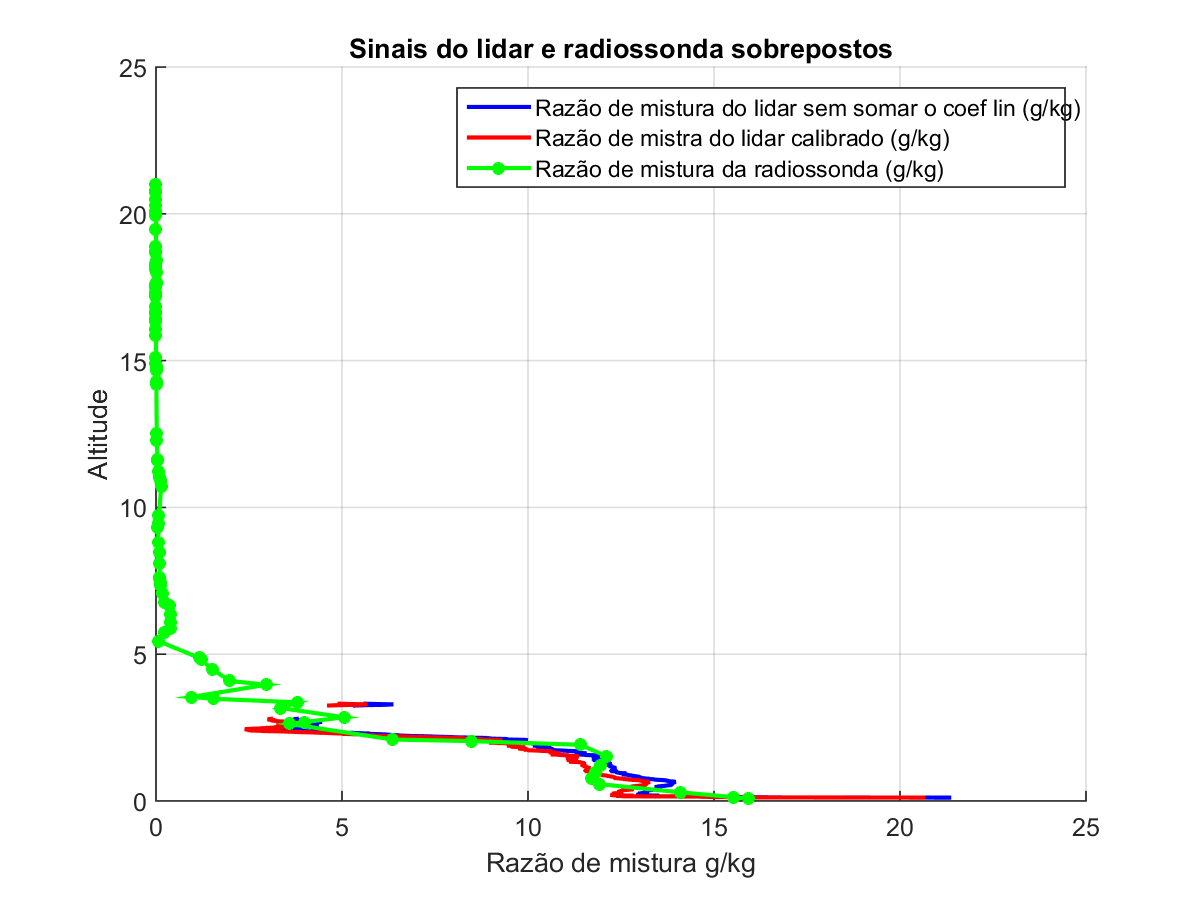 Sinais do lidar e radiossonda sobrepostos
25
Razão de mistura do lidar sem somar o coef lin (g/kg)
Razão de mistra do lidar calibrado (g/kg)
Razão de mistura da radiossonda (g/kg)
20
15
Altitude
10
5
0
0 5 10 15 20 25
Razão de mistura g/kg